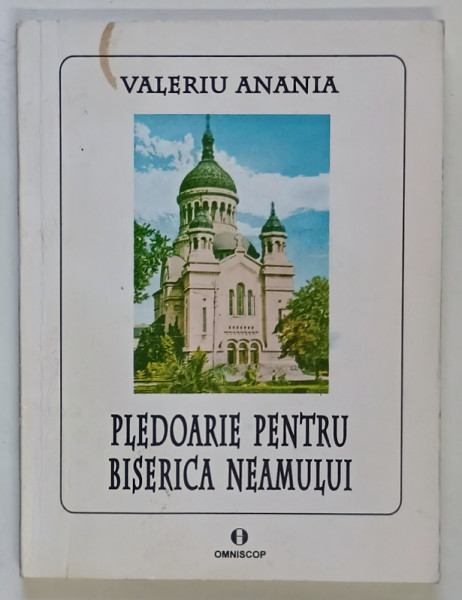 VALERIU ANANIA
PLEDOARIE PENTRU
BISERICA NEAMULUI
OMNISCOP